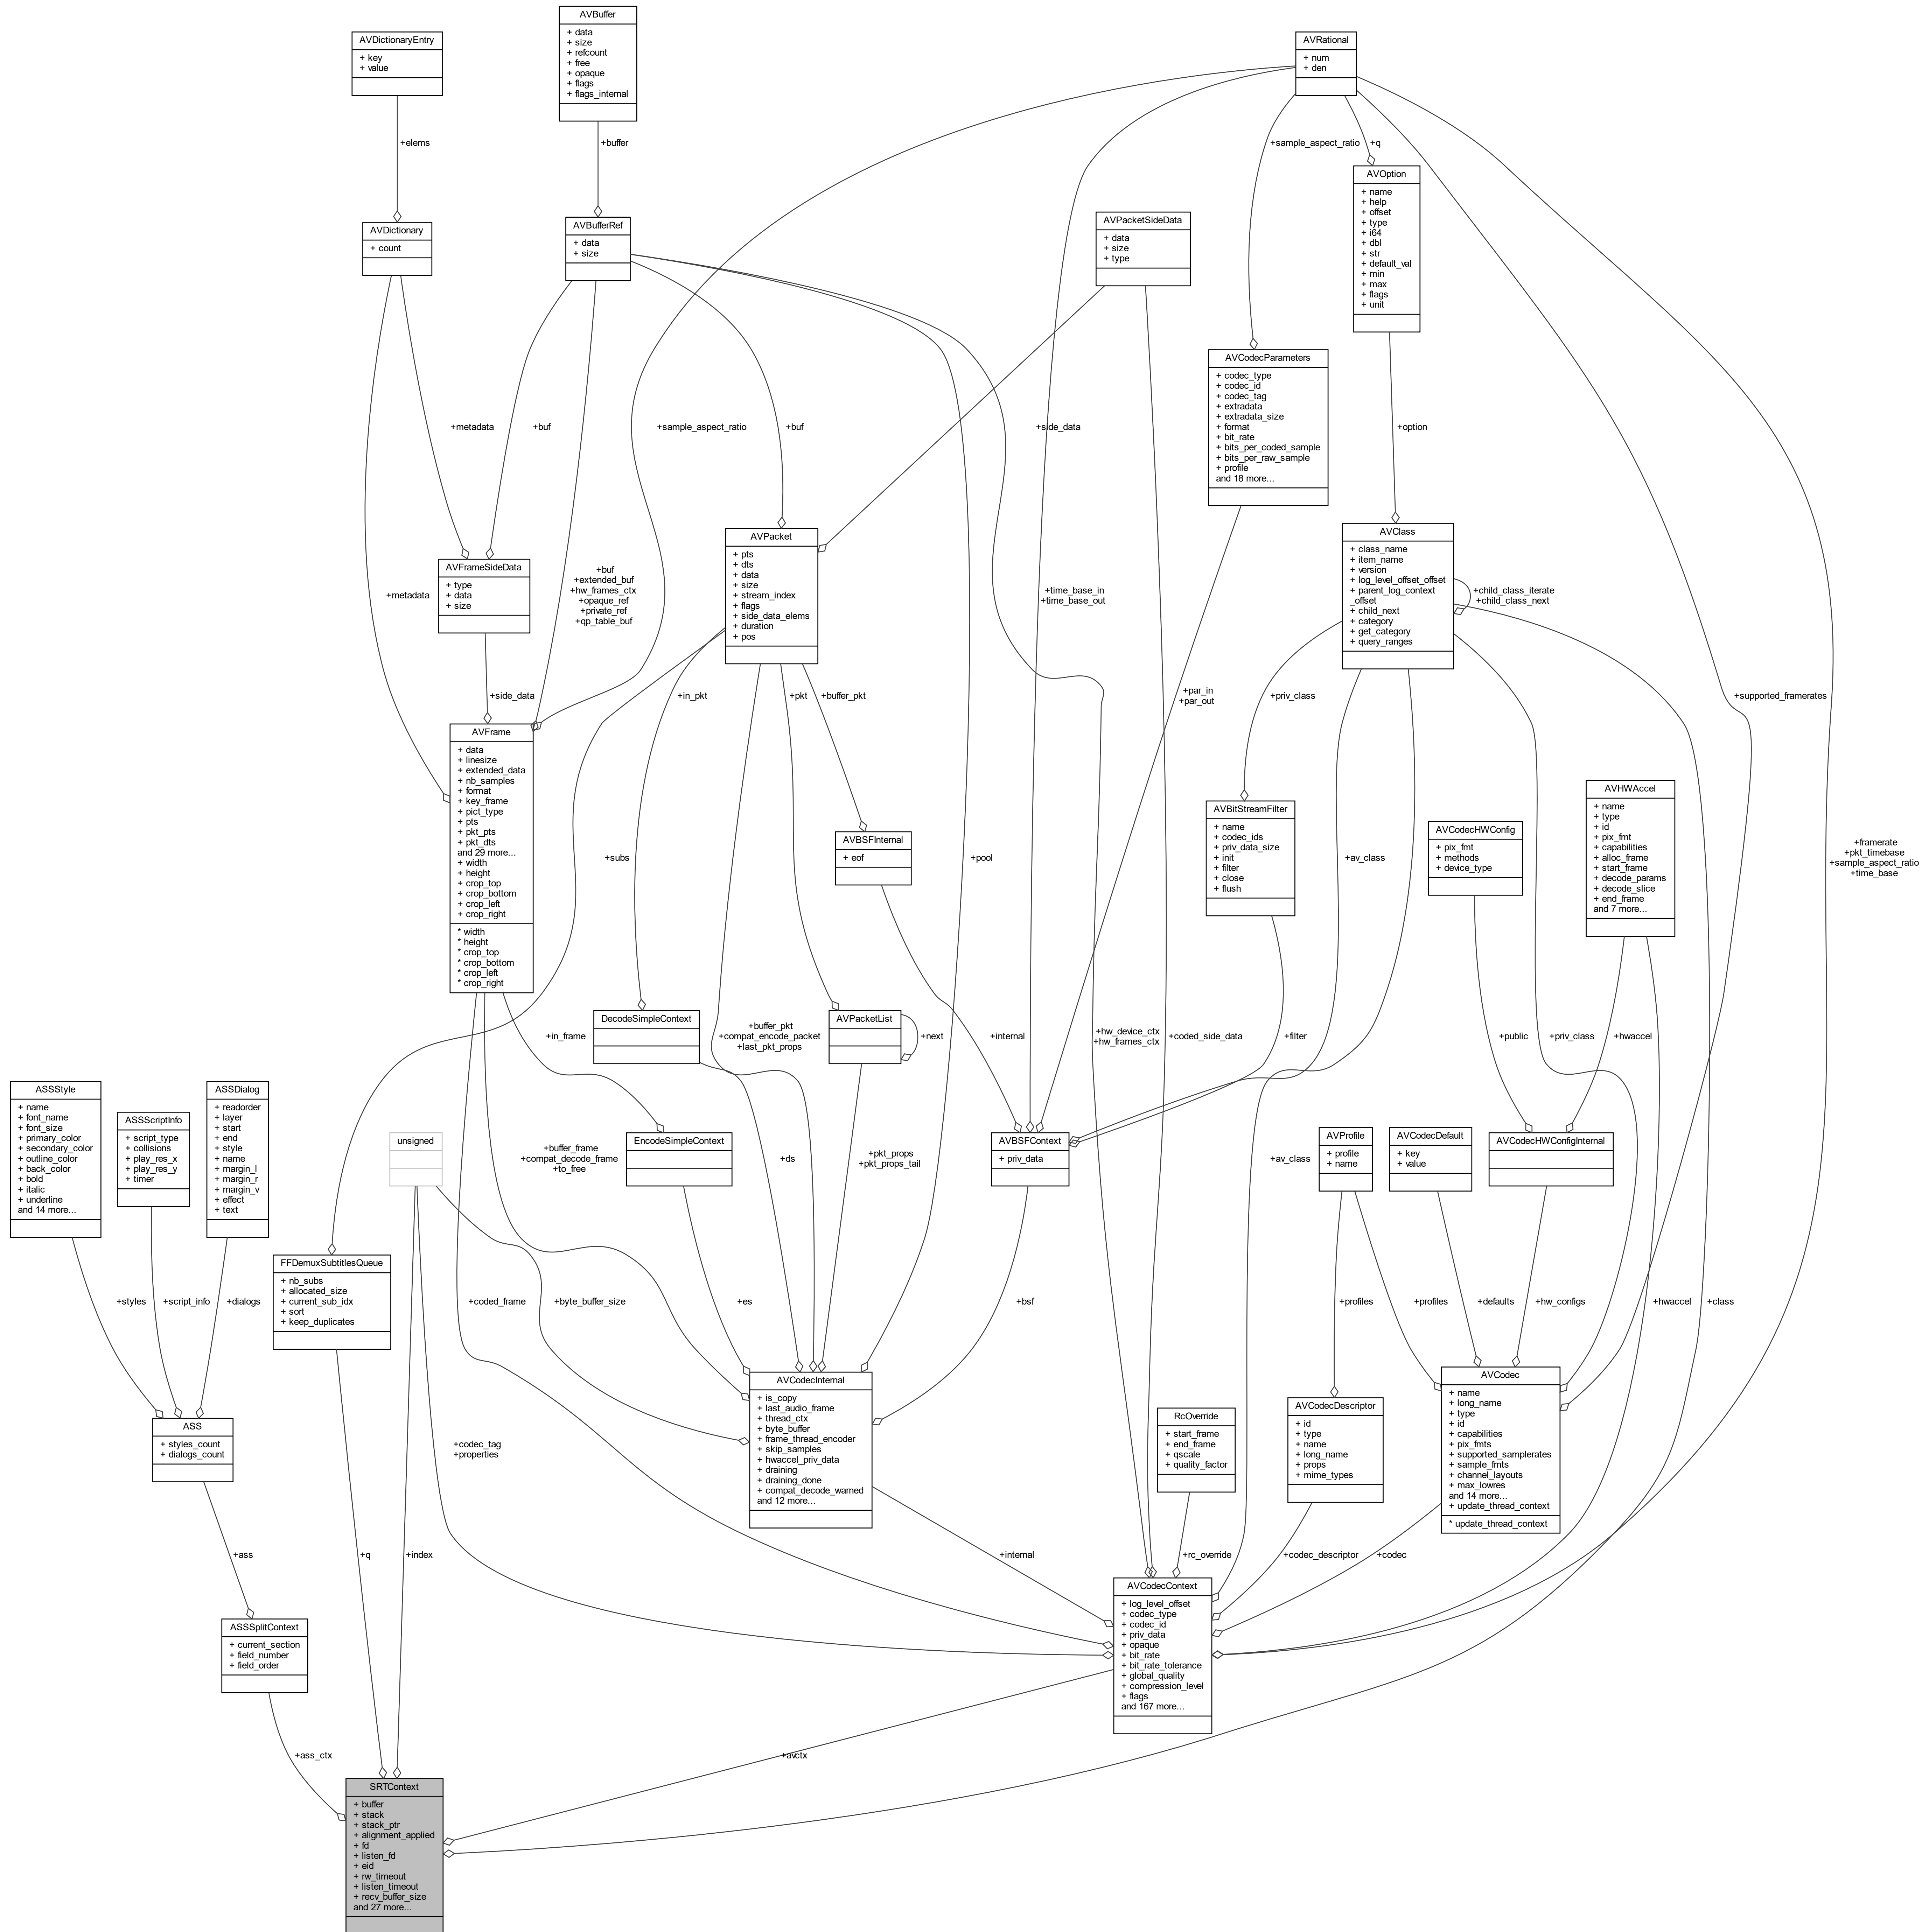 AVBuffer
+ data
+ size
+ refcount
+ free
+ opaque
+ flags
+ flags_internal
AVDictionaryEntry
+ key
+ value
AVRational
+ num
+ den
+elems
+buffer
+sample_aspect_ratio
+q
AVOption
+ name
+ help
+ offset
+ type
+ i64
+ dbl
+ str
+ default_val
+ min
+ max
+ flags
+ unit
AVDictionary
+ count
AVBufferRef
+ data
+ size
AVPacketSideData
+ data
+ size
+ type
AVCodecParameters
+ codec_type
+ codec_id
+ codec_tag
+ extradata
+ extradata_size
+ format
+ bit_rate
+ bits_per_coded_sample
+ bits_per_raw_sample
+ profile
and 18 more...
+metadata
+buf
+sample_aspect_ratio
+buf
+side_data
+option
AVPacket
+ pts
+ dts
+ data
+ size
+ stream_index
+ flags
+ side_data_elems
+ duration
+ pos
AVClass
+ class_name
+ item_name
+ version
+ log_level_offset_offset
+ parent_log_context
_offset
+ child_next
+ category
+ get_category
+ query_ranges
+child_class_iterate
+child_class_next
AVFrameSideData
+ type
+ data
+ size
+metadata
+buf
+extended_buf
+hw_frames_ctx
+opaque_ref
+private_ref
+qp_table_buf
+time_base_in
+time_base_out
+side_data
+in_pkt
+pkt
+buffer_pkt
+par_in
+par_out
+priv_class
+supported_framerates
AVFrame
+ data
+ linesize
+ extended_data
+ nb_samples
+ format
+ key_frame
+ pict_type
+ pts
+ pkt_pts
+ pkt_dts
and 29 more...
+ width
+ height
+ crop_top
+ crop_bottom
+ crop_left
+ crop_right
* width
* height
* crop_top
* crop_bottom
* crop_left
* crop_right
+subs
AVBSFInternal
+ eof
+pool
AVBitStreamFilter
+ name
+ codec_ids
+ priv_data_size
+ init
+ filter
+ close
+ flush
+av_class
AVCodecHWConfig
+ pix_fmt
+ methods
+ device_type
AVHWAccel
+ name
+ type
+ id
+ pix_fmt
+ capabilities
+ alloc_frame
+ start_frame
+ decode_params
+ decode_slice
+ end_frame
and 7 more...
+framerate
+pkt_timebase
+sample_aspect_ratio
+time_base
+in_frame
DecodeSimpleContext
+buffer_pkt
+compat_encode_packet
+last_pkt_props
AVPacketList
+next
+internal
+hw_device_ctx
+hw_frames_ctx
+coded_side_data
+filter
+public
+priv_class
+hwaccel
ASSStyle
+ name
+ font_name
+ font_size
+ primary_color
+ secondary_color
+ outline_color
+ back_color
+ bold
+ italic
+ underline
and 14 more...
ASSScriptInfo
+ script_type
+ collisions
+ play_res_x
+ play_res_y
+ timer
ASSDialog
+ readorder
+ layer
+ start
+ end
+ style
+ name
+ margin_l
+ margin_r
+ margin_v
+ effect
+ text
unsigned
+buffer_frame
+compat_decode_frame
+to_free
EncodeSimpleContext
+ds
+pkt_props
+pkt_props_tail
AVBSFContext
+ priv_data
+av_class
AVProfile
+ profile
+ name
AVCodecDefault
+ key
+ value
AVCodecHWConfigInternal
FFDemuxSubtitlesQueue
+ nb_subs
+ allocated_size
+ current_sub_idx
+ sort
+ keep_duplicates
+styles
+script_info
+dialogs
+coded_frame
+byte_buffer_size
+es
+bsf
+profiles
+profiles
+defaults
+hw_configs
+hwaccel
+class
ASS
+ styles_count
+ dialogs_count
+codec_tag
+properties
AVCodecInternal
+ is_copy
+ last_audio_frame
+ thread_ctx
+ byte_buffer
+ frame_thread_encoder
+ skip_samples
+ hwaccel_priv_data
+ draining
+ draining_done
+ compat_decode_warned
and 12 more...
RcOverride
+ start_frame
+ end_frame
+ qscale
+ quality_factor
AVCodecDescriptor
+ id
+ type
+ name
+ long_name
+ props
+ mime_types
AVCodec
+ name
+ long_name
+ type
+ id
+ capabilities
+ pix_fmts
+ supported_samplerates
+ sample_fmts
+ channel_layouts
+ max_lowres
and 14 more...
+ update_thread_context
* update_thread_context
+ass
+q
+index
+internal
+rc_override
+codec_descriptor
+codec
ASSSplitContext
+ current_section
+ field_number
+ field_order
AVCodecContext
+ log_level_offset
+ codec_type
+ codec_id
+ priv_data
+ opaque
+ bit_rate
+ bit_rate_tolerance
+ global_quality
+ compression_level
+ flags
and 167 more...
+ass_ctx
+avctx
SRTContext
+ buffer
+ stack
+ stack_ptr
+ alignment_applied
+ fd
+ listen_fd
+ eid
+ rw_timeout
+ listen_timeout
+ recv_buffer_size
and 27 more...